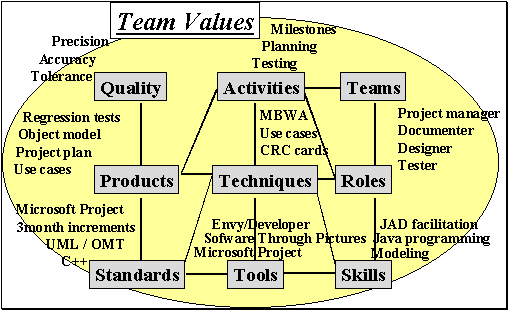 Team Values
Precision
Accuracy
Tolerance
Milestones
Planning
Testing
Quality
Activities
Teams
Regression tests
Object model
Project plan
Use cases
MBWA
Use cases
CRC cards
Project manager
Documenter
Designer
Tester
Products
Techniques
Roles
Microsoft Project
3month increments
UML / OMT
C++
Envy/Developer
Sofware Through Pictures
Microsoft Project
JAD facilitation
Java programming
Modeling
Standards
Tools
Skills